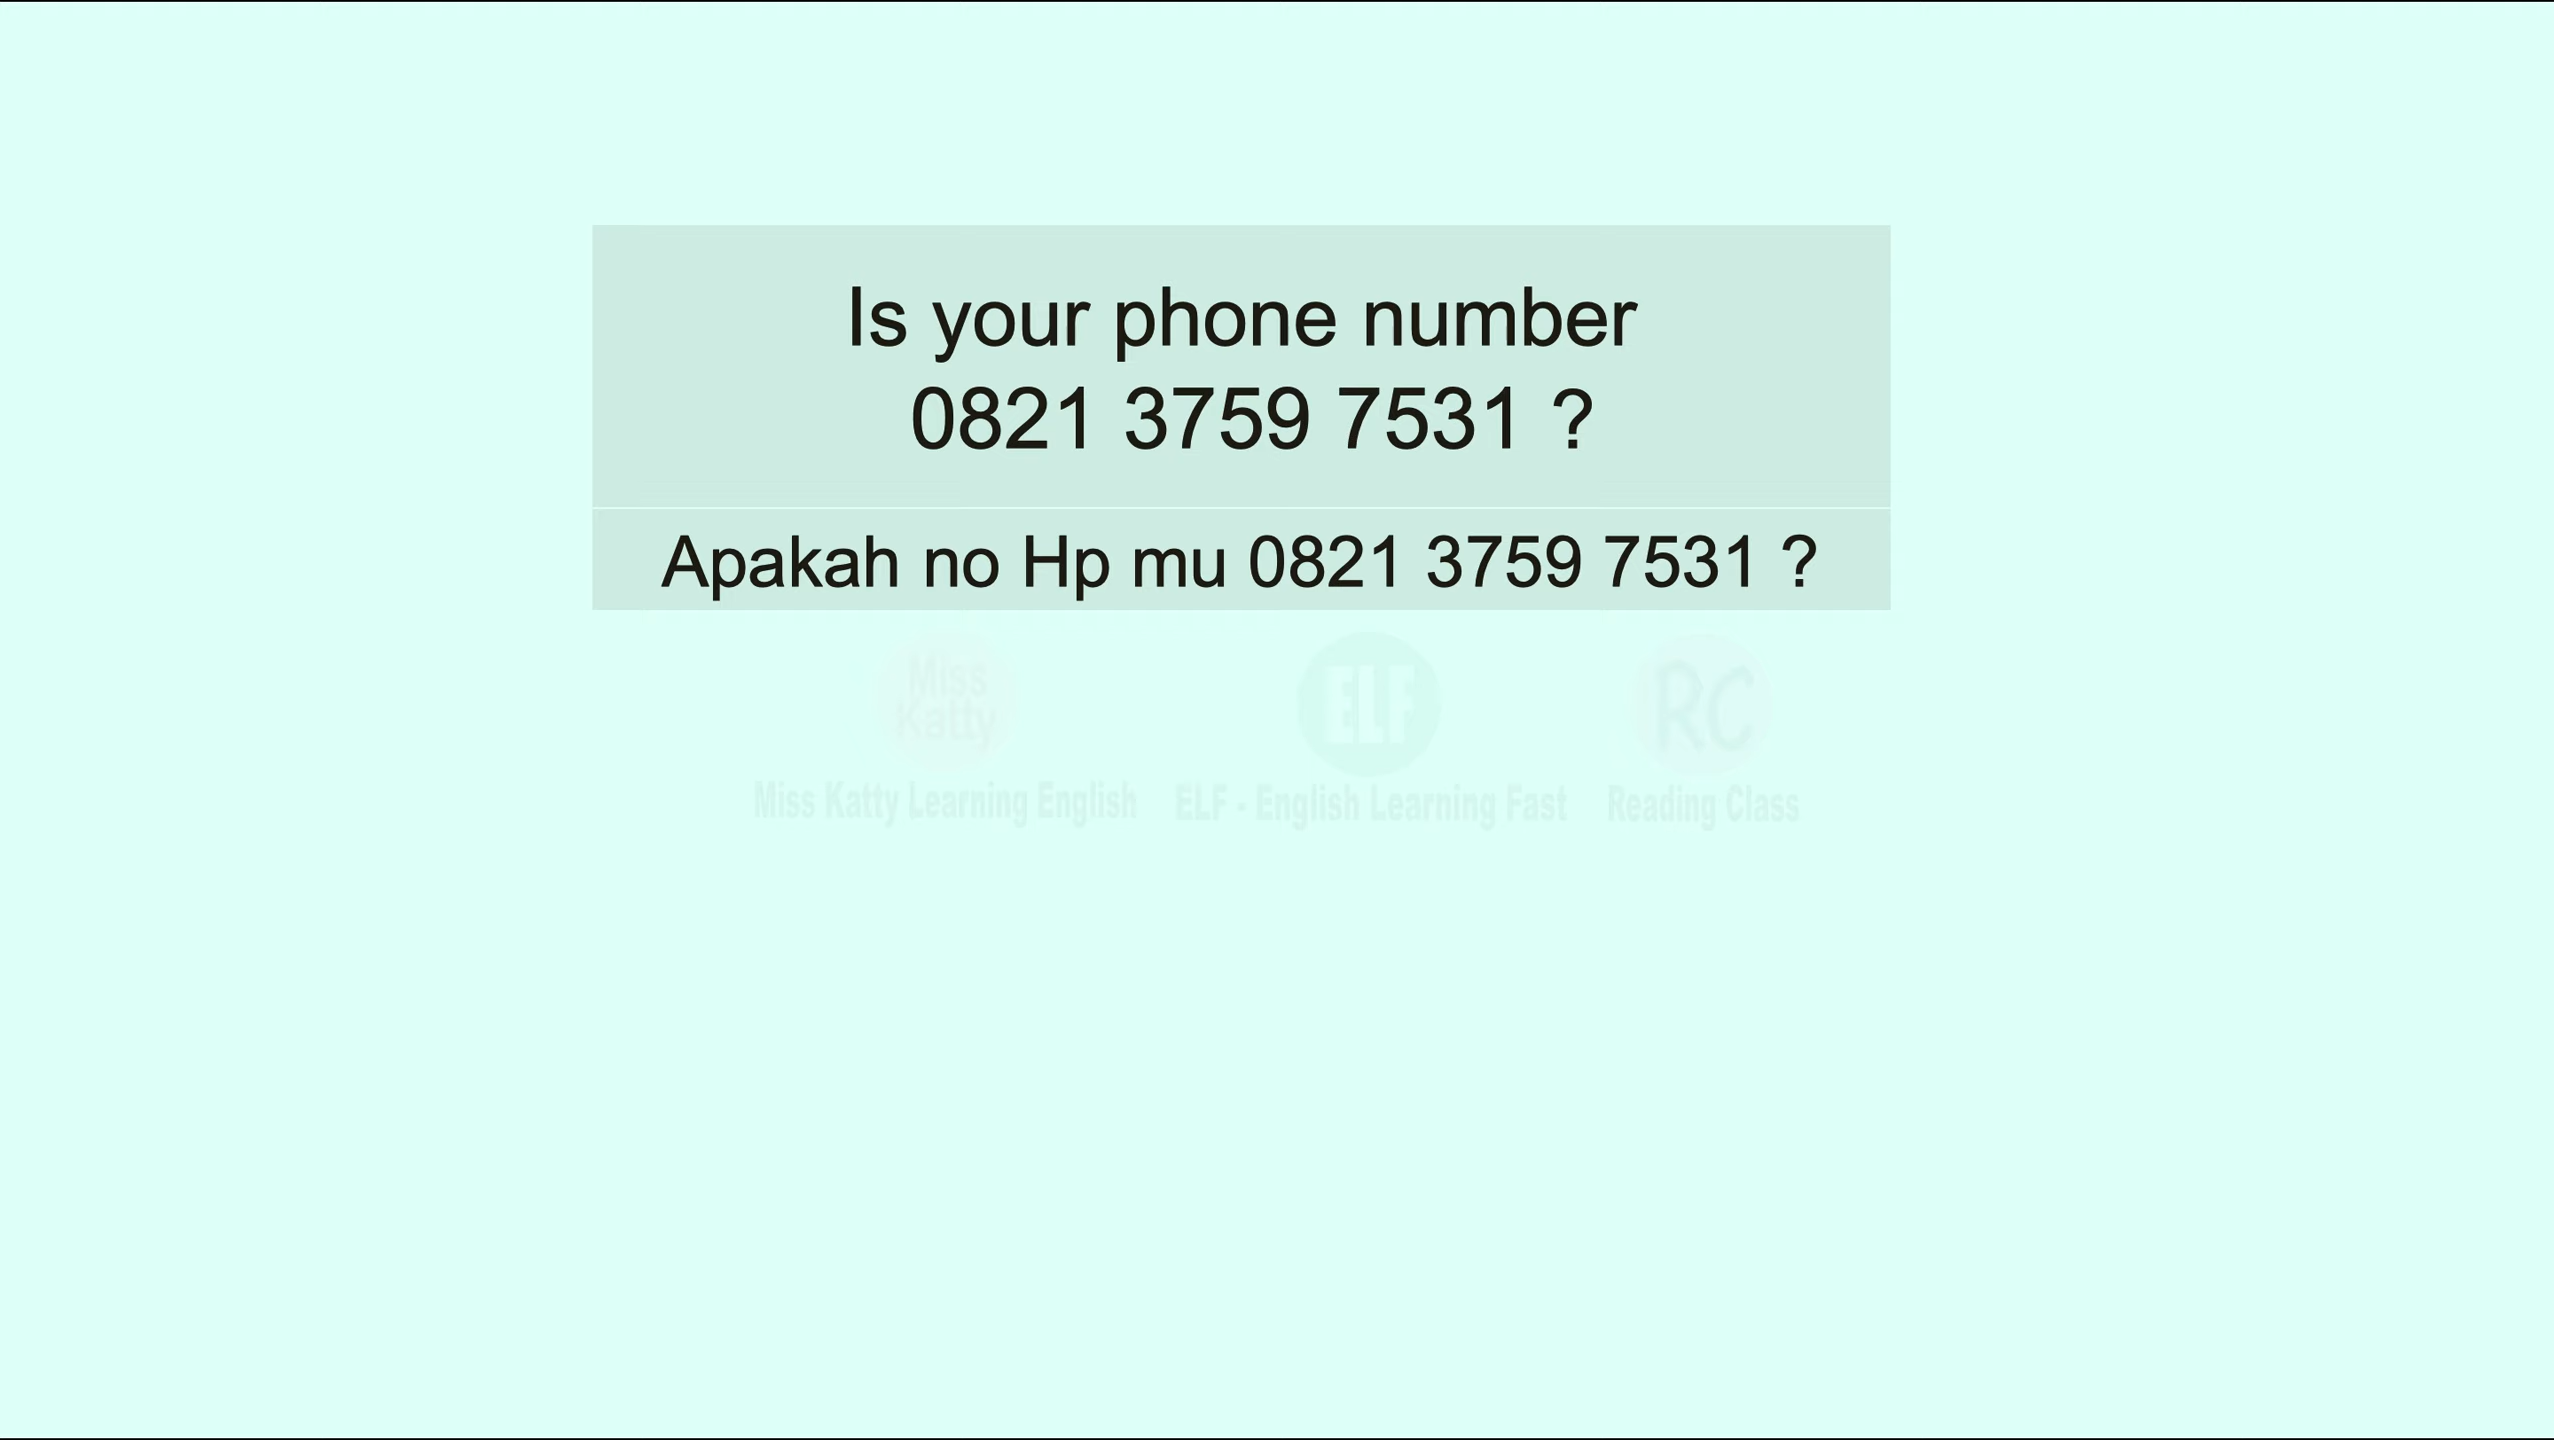 Is your phone number
0821 3759 7531 ?
Apakah no Hp mu 0821 3759 7531 ?
Miss
Katty
ELF
RC
Miss Katty Learning English
ELF - English Learning Fast
Reading Class